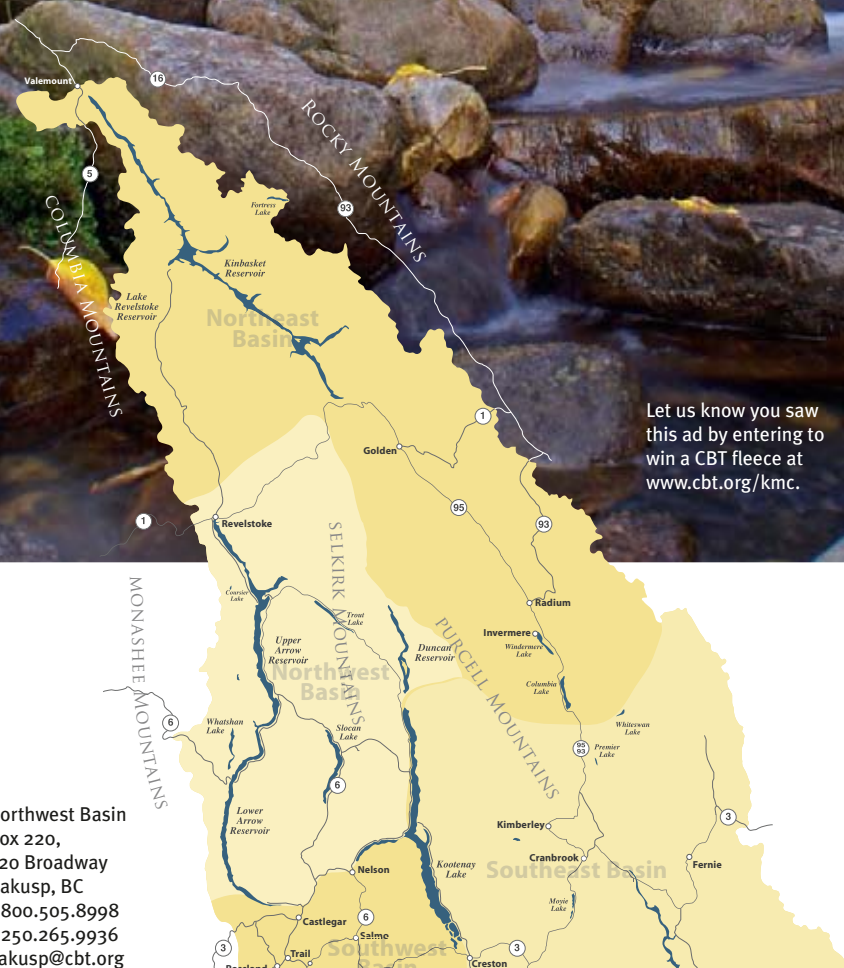 Valemount
16
ROCKY MOUNTAINS
5
93
Fortress
Lake
COLUMBIA MOUNTAINS
Kinbasket
Reservoir
Lake
Revelstoke
Reservoir
Northeast
Basin
Let us know you saw
this ad by entering to
win a CBT fleece at
www.cbt.org/kmc.
1
Golden
95
93
1
Revelstoke
SELKIRK MOUNTAINS
MONASHEE MOUNTAINS
Coursier
Lake
Trout
Lake
Radium
Invermere
Windermere
Lake
PURCELL MOUNTAINS
Upper
Arrow
Reservoir
Duncan
Reservoir
Northwest
Basin
Columbia
Lake
6
Whatshan
Lake
Slocan
Lake
Whiteswan
Lake
95
93
Premier
Lake
6
3
Lower
Arrow
Reservoir
Kimberley
Cranbrook
Fernie
Southeast Basin
Nelson
Kootenay
Lake
Moyie
Lake
orthwest Basin
ox 220,
20 Broadway
akusp, BC
800.505.8998
250.265.9936
akusp@cbt.org
Castlegar
6
Salmo
3
Trail
Southwest
Basin
3
Creston
Rossland